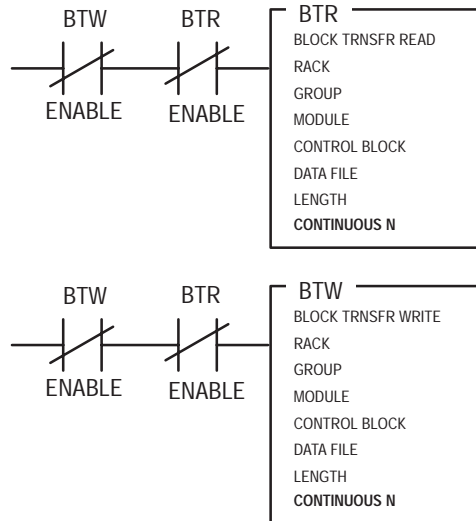 BTW BTR BTR
BLOCK TRNSFR READ
RACK
GROUP
MODULE
CONTROL BLOCK
DATA FILE
LENGTH
CONTINUOUS N
ENABLE ENABLE
BTW BTR BTW
BLOCK TRNSFR WRITE
RACK
GROUP
MODULE
CONTROL BLOCK
DATA FILE
LENGTH
CONTINUOUS N
ENABLE ENABLE